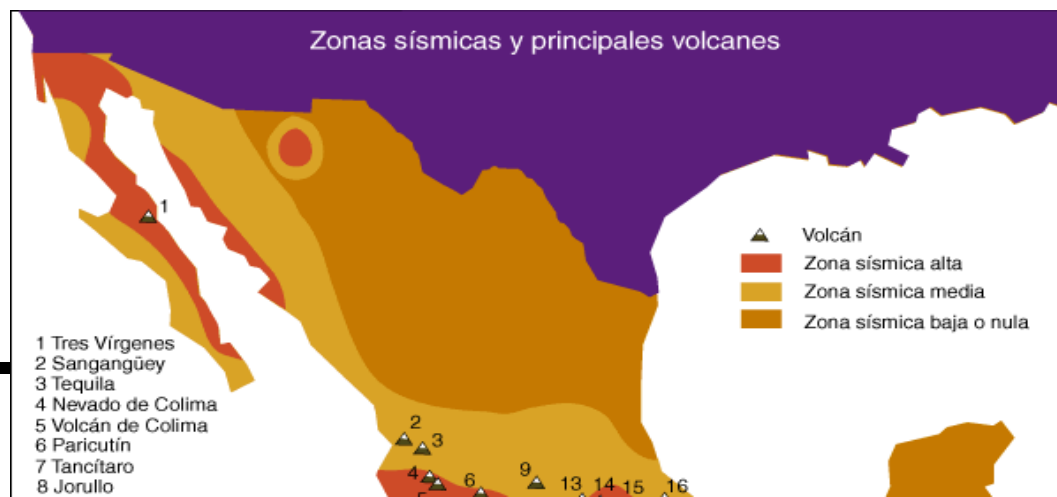 Zonas sísmicas y principales volcanes
1
Volcán
Zona sísmica alta
Zona sísmica media
Zona sísmica baja o nula
1 Tres Vírgenes
2 Sangangüey
3 Tequila
4 Nevado de Colima
5 Volcán de Colima
6 Paricutín
7 Tancítaro
8 Jorullo
2
3
4
5
6
9
13 14 15 16